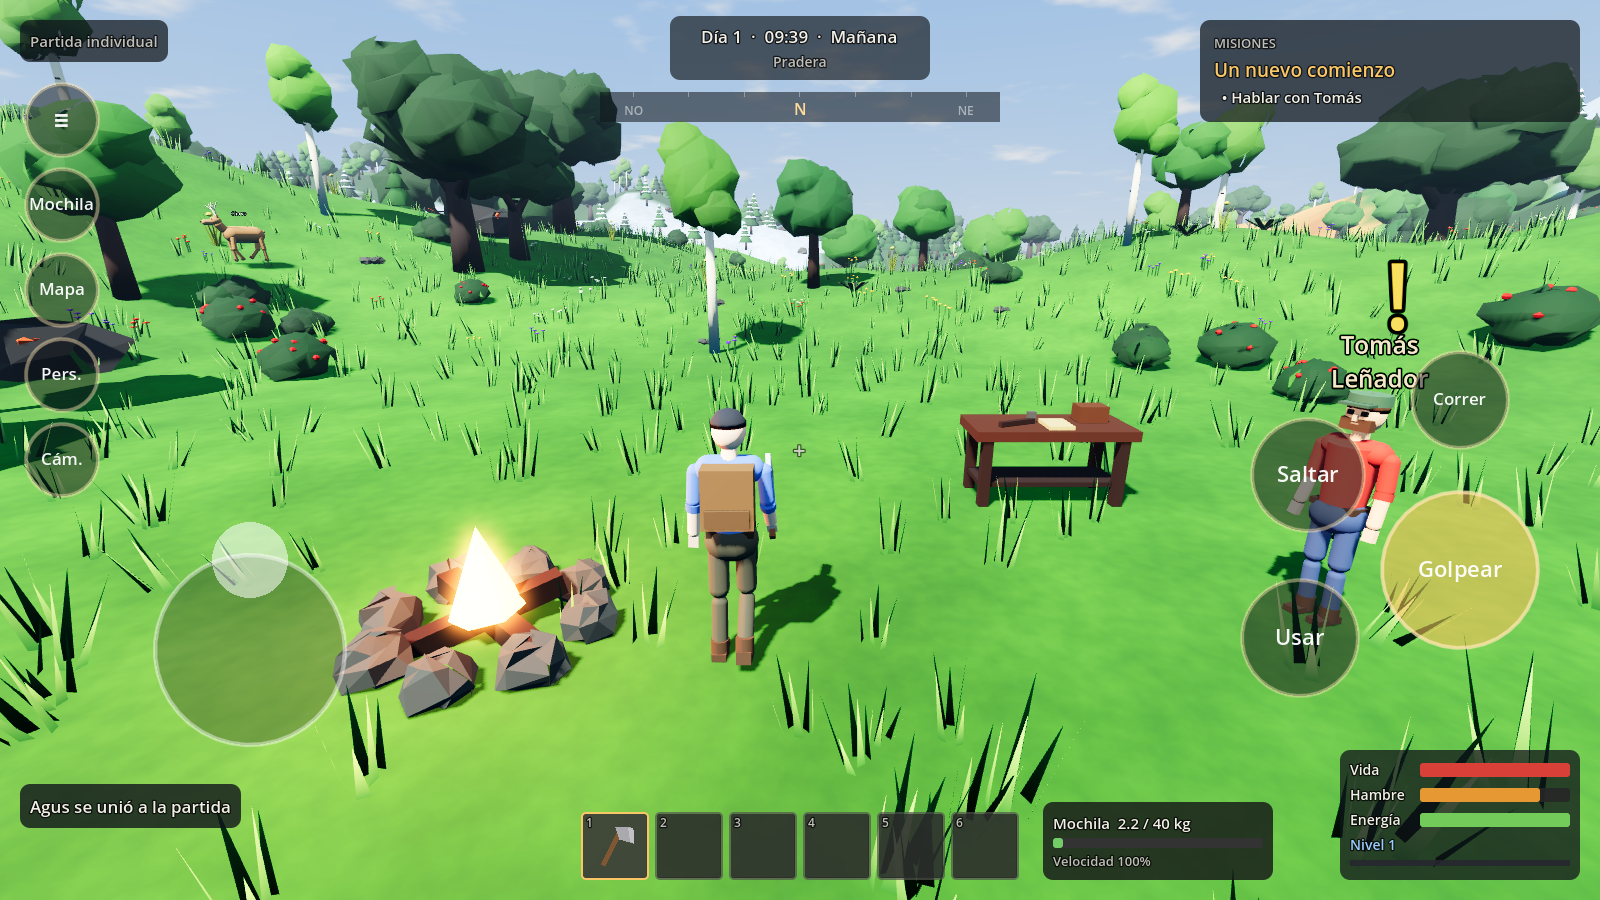 Partida individual
Día 1 · 09:39 · Mañana
Pradera
NO
N
NE
MISIONES
Un nuevo comienzo
• Hablar con Tomás
Mochila
Mapa
Pers.
Cám.
Tomás
Leñador
Correr
Saltar
Golpear
Usar
Agus se unió a la partida
1
2
3
4
5
6
Mochila 2.2 / 40 kg
Velocidad 100%
Vida
Hambre
Energía
Nivel 1